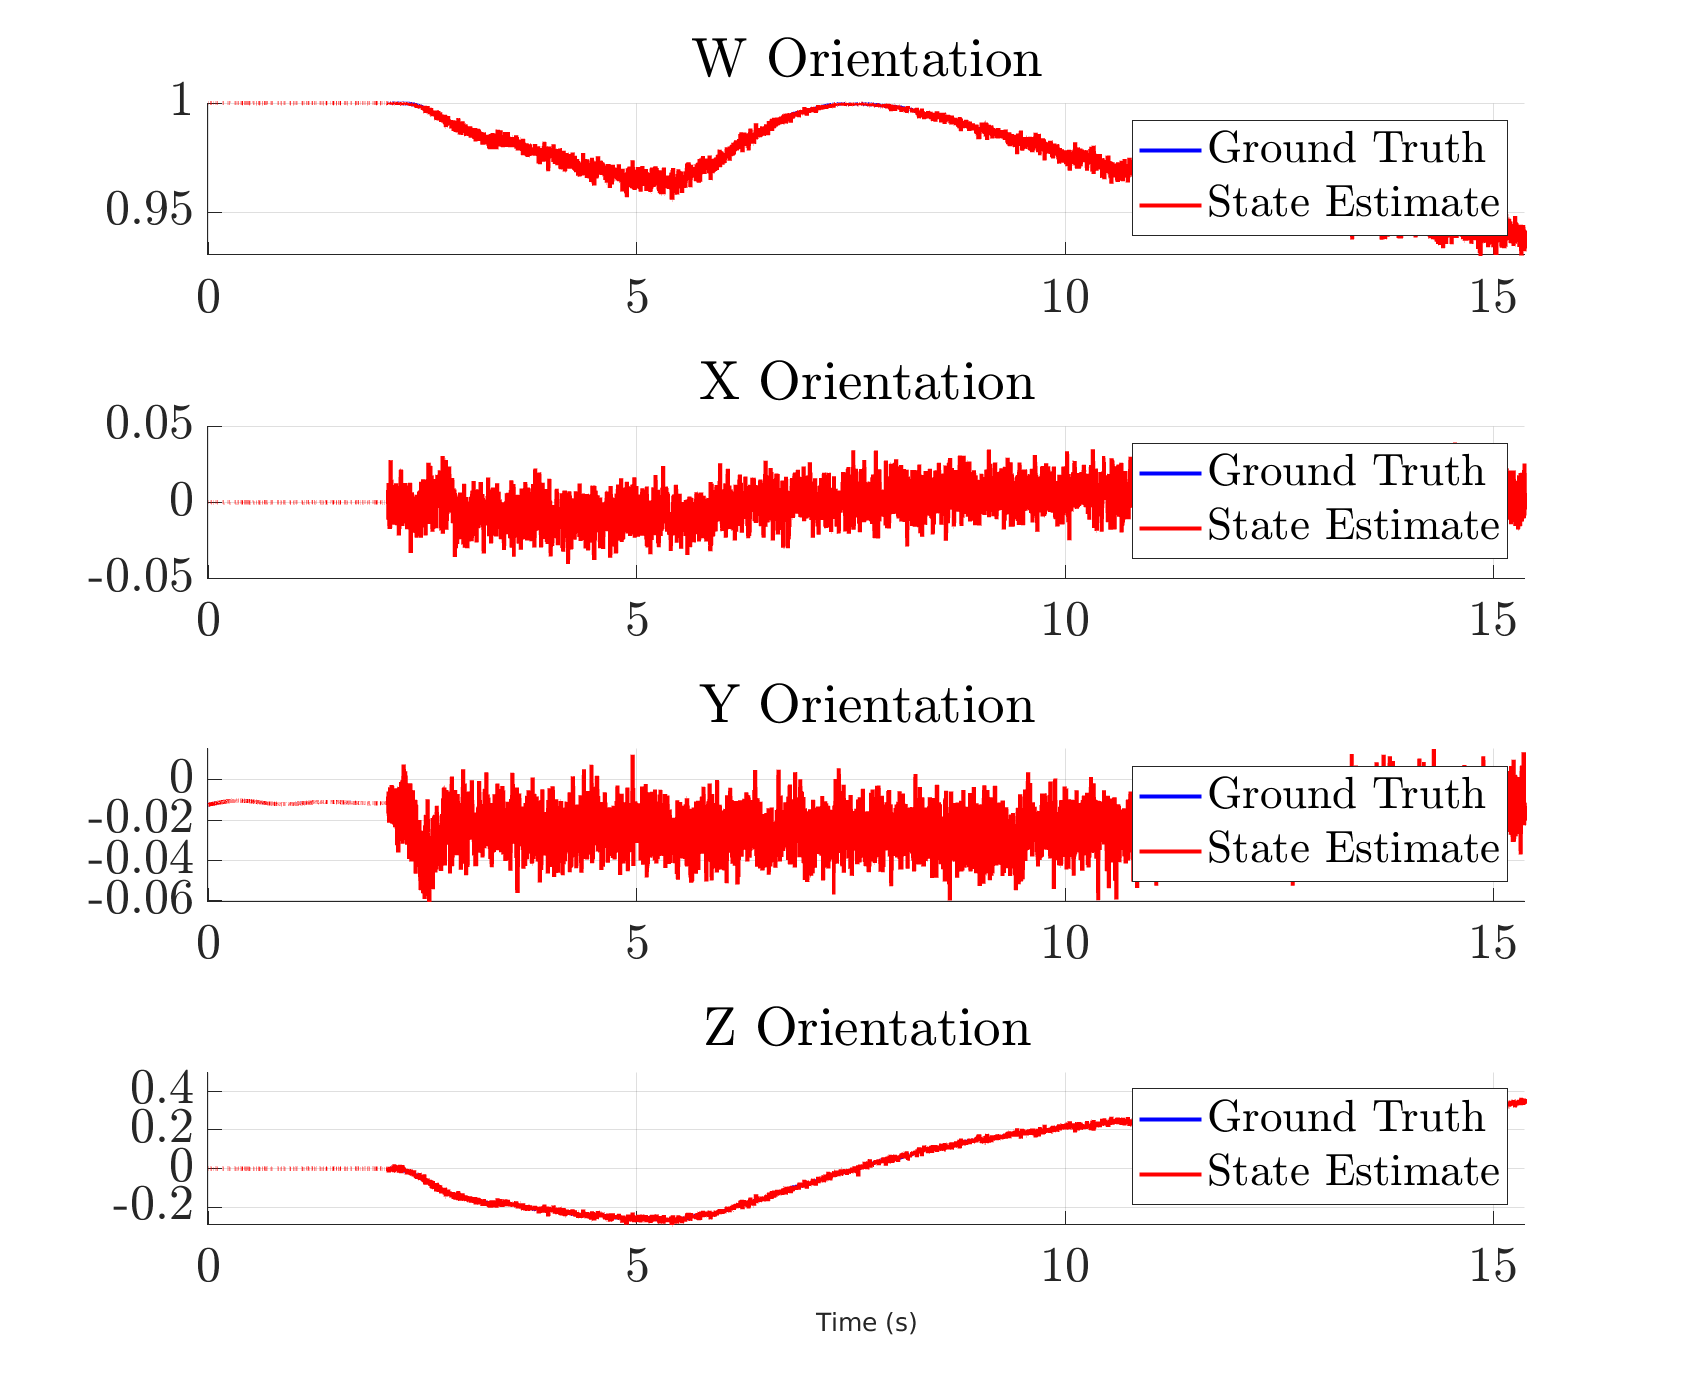 W Orientation
1
0.95
0 5 10 15
Ground Truth
State Estimate
X Orientation
0.05
0
-0.05
0 5 10 15
Ground Truth
State Estimate
Y Orientation
0
-0.02
-0.04
-0.06
0 5 10 15
Ground Truth
State Estimate
Z Orientation
0.4
0.2
0
-0.2
0 5 10 15
Ground Truth
State Estimate
Time (s)